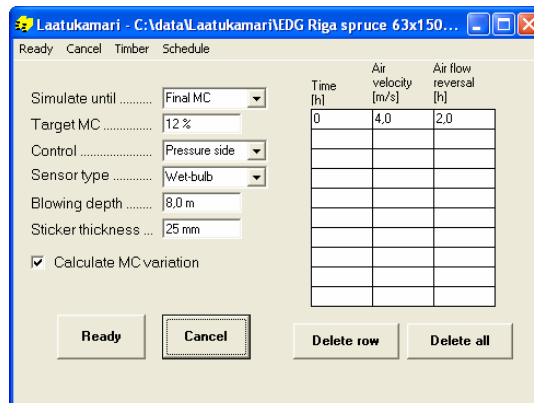 Laatukamari - C:\data\Laatukamari\EDG Riga spruce 63x150...
Ready Cancel Timber Schedule
Simulate until ......... Final MC
Target MC ............. 12 %
Control .................... Pressure side
Sensor type ............ Wet-bulb
Blowing depth ........ 8,0 m
Sticker thickness ... 25 mm
Calculate MC variation
Time [h] Air velocity [m/s] Air flow reversal [h]
0 4,0 2,0
Ready Cancel Delete row Delete all